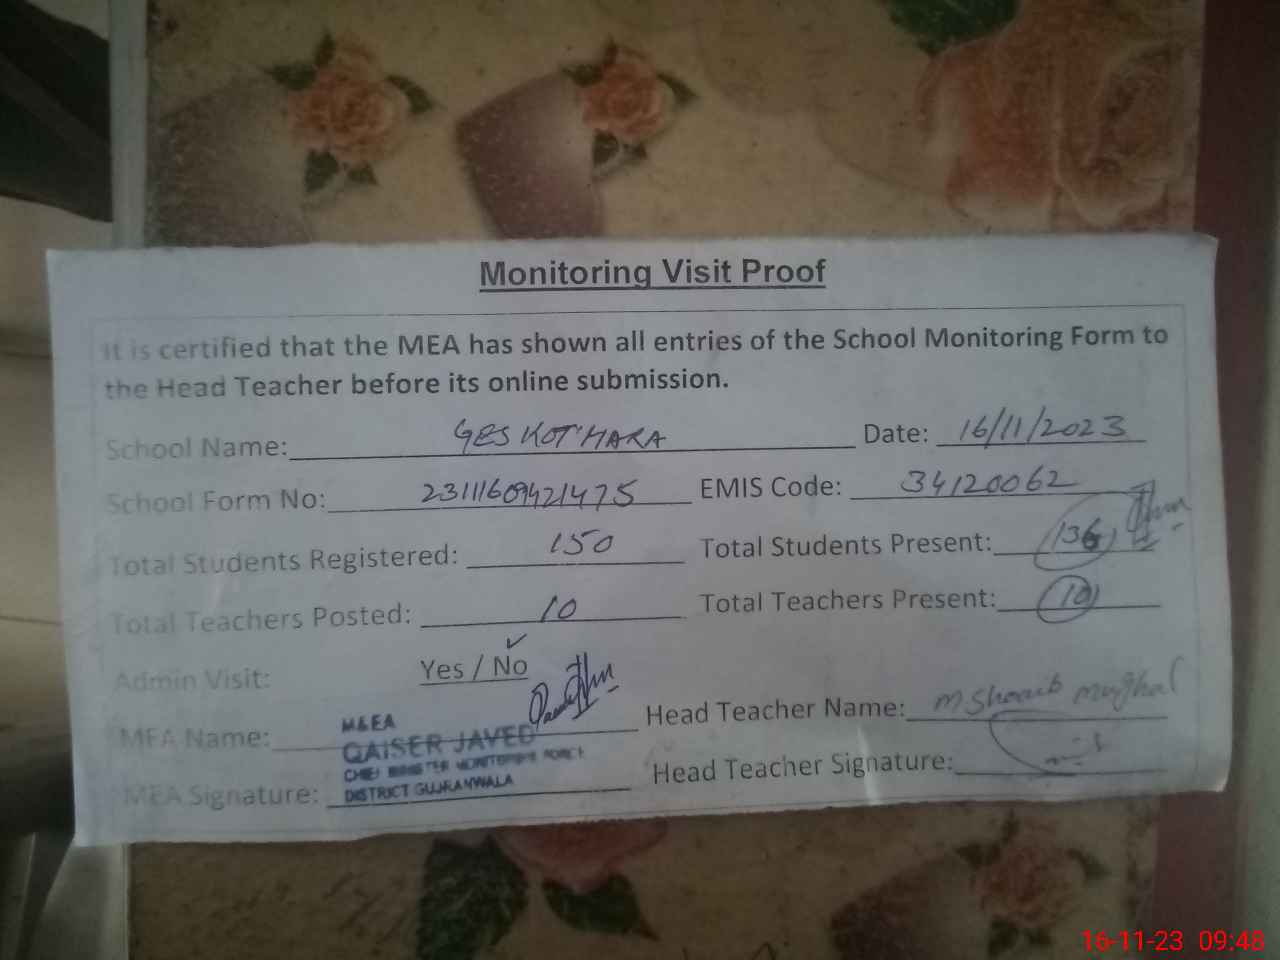 Monitoring Visit Proof
It is certified that the MEA has shown all entries of the School Monitoring Form to
the Head Teacher before its online submission.
School Name: GES KOT MARA Date: 16/11/2023
School Form No: 23111609421475 EMIS Code: 34120062
Total Students Registered: 150 Total Students Present: 136
Total Teachers Posted: 10 Total Teachers Present: 10
Admin Visit: Yes / No ✓
MEA Name: M&EA Head Teacher Name: M Shoaib Mughal
QAISER JAVED
CHIEF MINISTER MONITORING FORCE
MEA Signature: DISTRICT GUJRANWALA Head Teacher Signature:
16-11-23 09:48